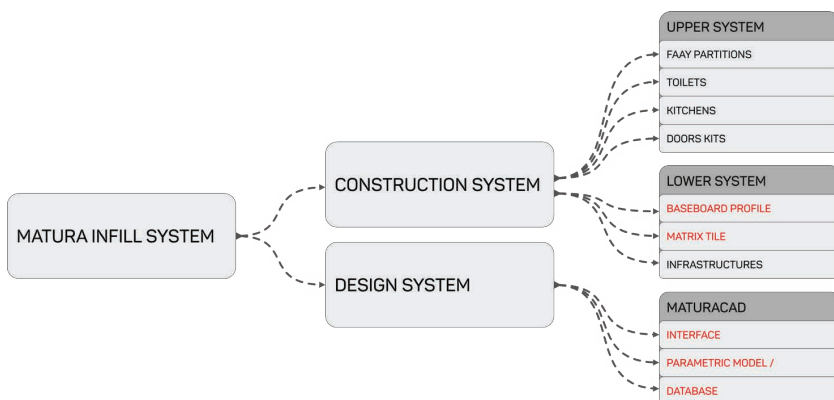 MATURA INFILL SYSTEM
CONSTRUCTION SYSTEM
DESIGN SYSTEM
UPPER SYSTEM
FAAY PARTITIONS
TOILETS
KITCHENS
DOORS KITS
LOWER SYSTEM
BASEBOARD PROFILE
MATRIX TILE
INFRASTRUCTURES
MATURACAD
INTERFACE
PARAMETRIC MODEL /
DATABASE